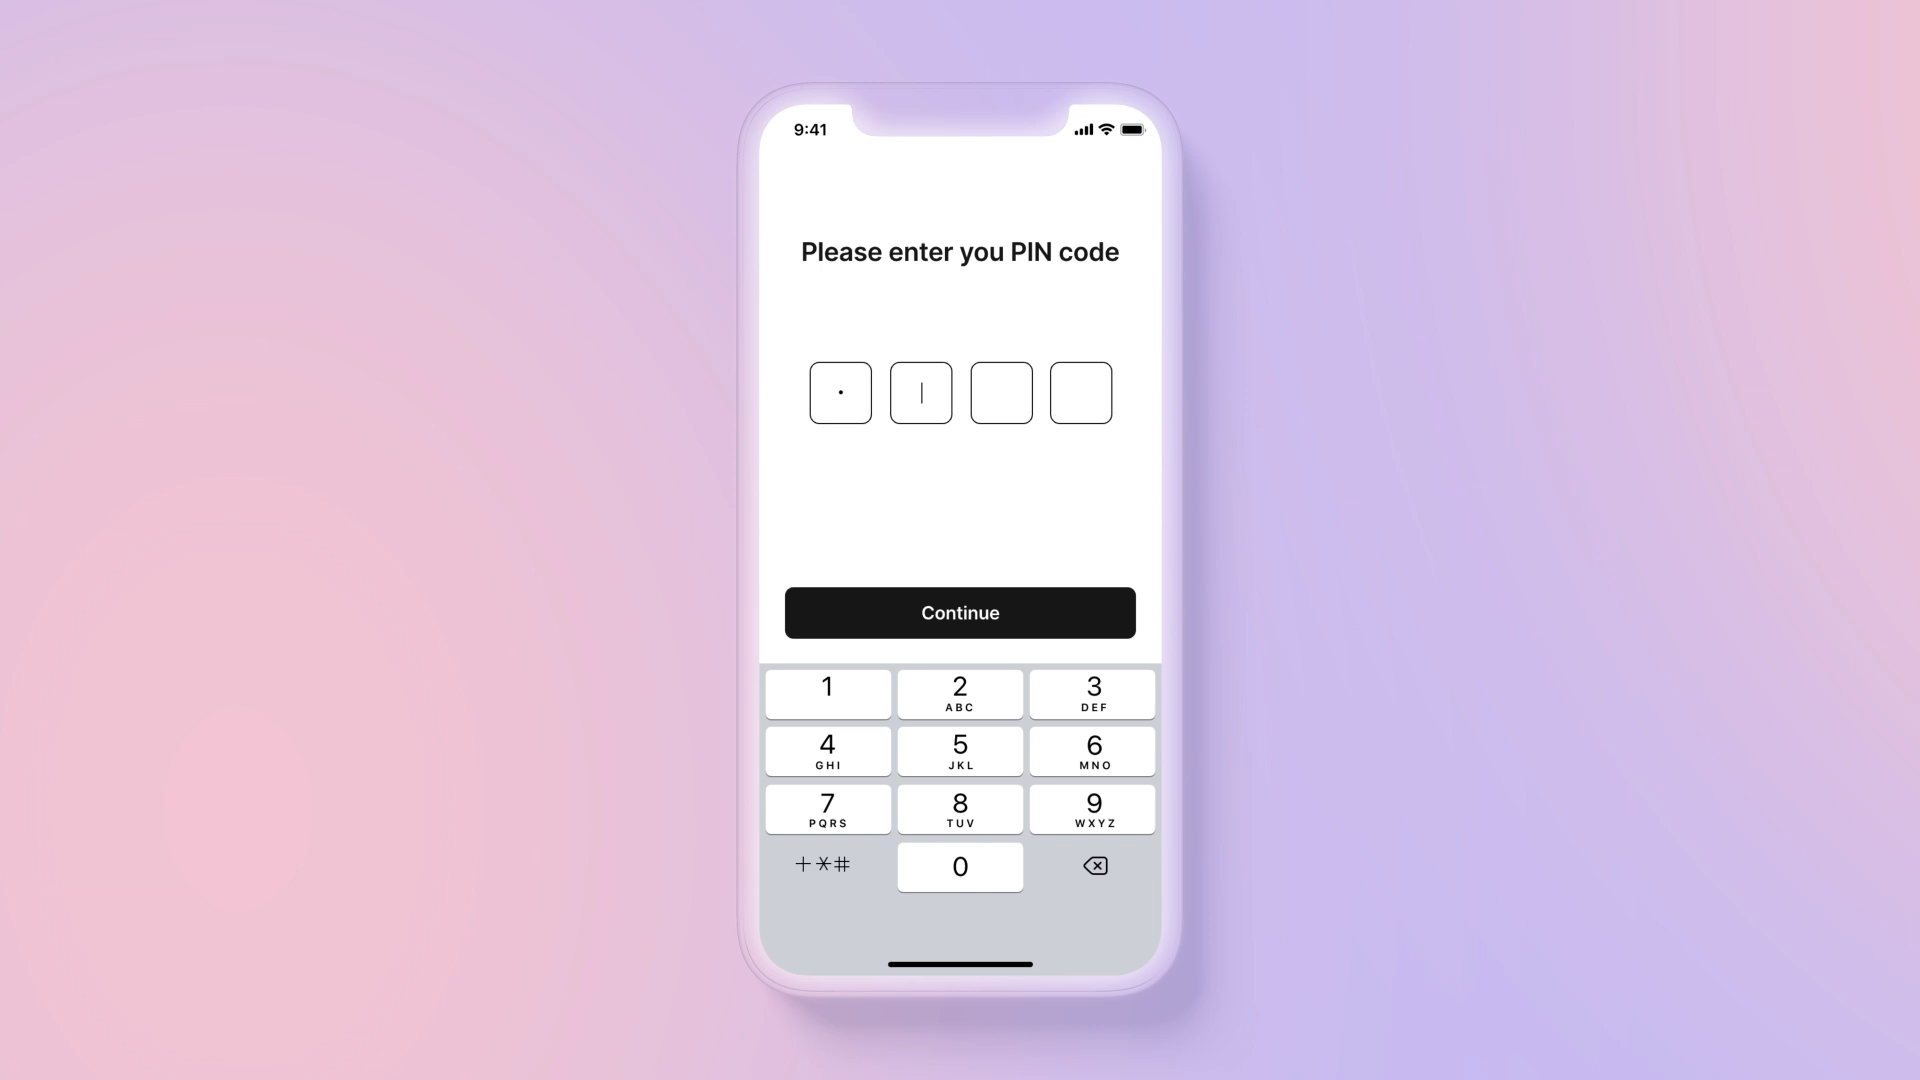 9:41
Please enter you PIN code
Continue
1 2 3
ABC DEF
4 5 6
GHI JKL MNO
7 8 9
PQRS TUV WXYZ
+*# 0